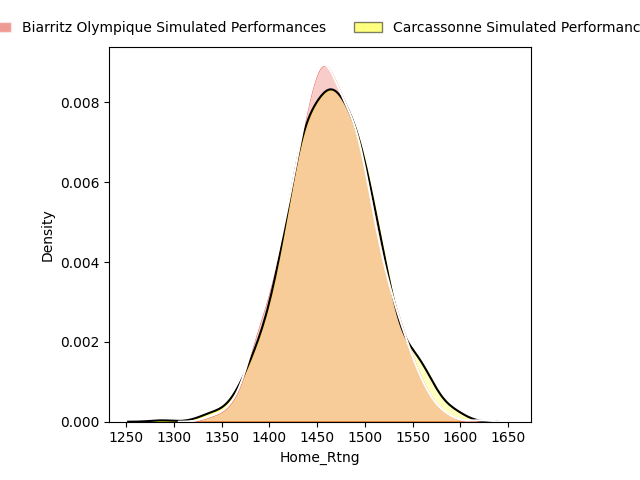 Biarritz Olympique Simulated Performances Carcassonne Simulated Performanc
0.008
0.006
0.004
0.002
0.000
Density
1250 1300 1350 1400 1450 1500 1550 1600 1650
Home_Rtng